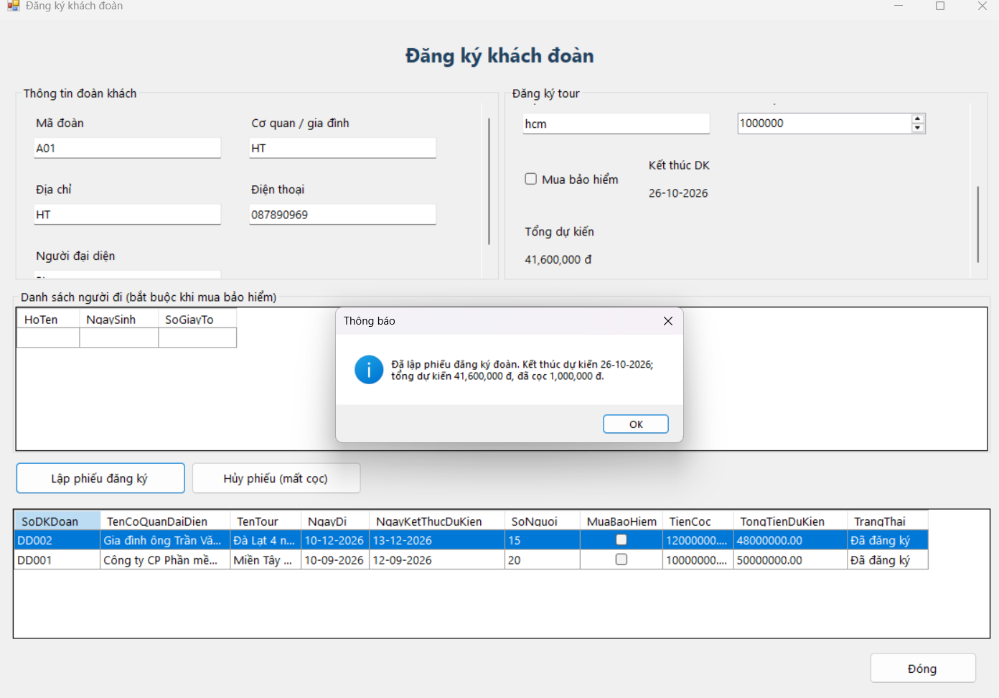 Đăng ký khách đoàn
Đăng ký khách đoàn
Thông tin đoàn khách
Mã đoàn
Cơ quan / gia đình
A01
HT
Địa chỉ
Điện thoại
HT
087890969
Người đại diện
Đăng ký tour
hcm
1000000
Mua bảo hiểm
Kết thúc DK
26-10-2026
Tổng dự kiến
41,600,000 đ
Danh sách người đi (bắt buộc khi mua bảo hiểm)
HoTen NgaySinh SoGiayTo
Thông báo
Đã lập phiếu đăng ký đoàn. Kết thúc dự kiến 26-10-2026;
tổng dự kiến 41,600,000 đ, đã cọc 1,000,000 đ.
OK
Lập phiếu đăng ký
Hủy phiếu (mất cọc)
SoDKDoan TenCoQuanDaiDien TenTour NgayDi NgayKetThucDuKien SoNguoi MuaBaoHiem TienCoc TongTienDuKien TrangThai
DD002 Gia đình ông Trần Vă... Đà Lạt 4 n... 10-12-2026 13-12-2026 15 12000000.... 48000000.00 Đã đăng ký
DD001 Công ty CP Phần mề... Miền Tây ... 10-09-2026 12-09-2026 20 10000000.... 50000000.00 Đã đăng ký
Đóng